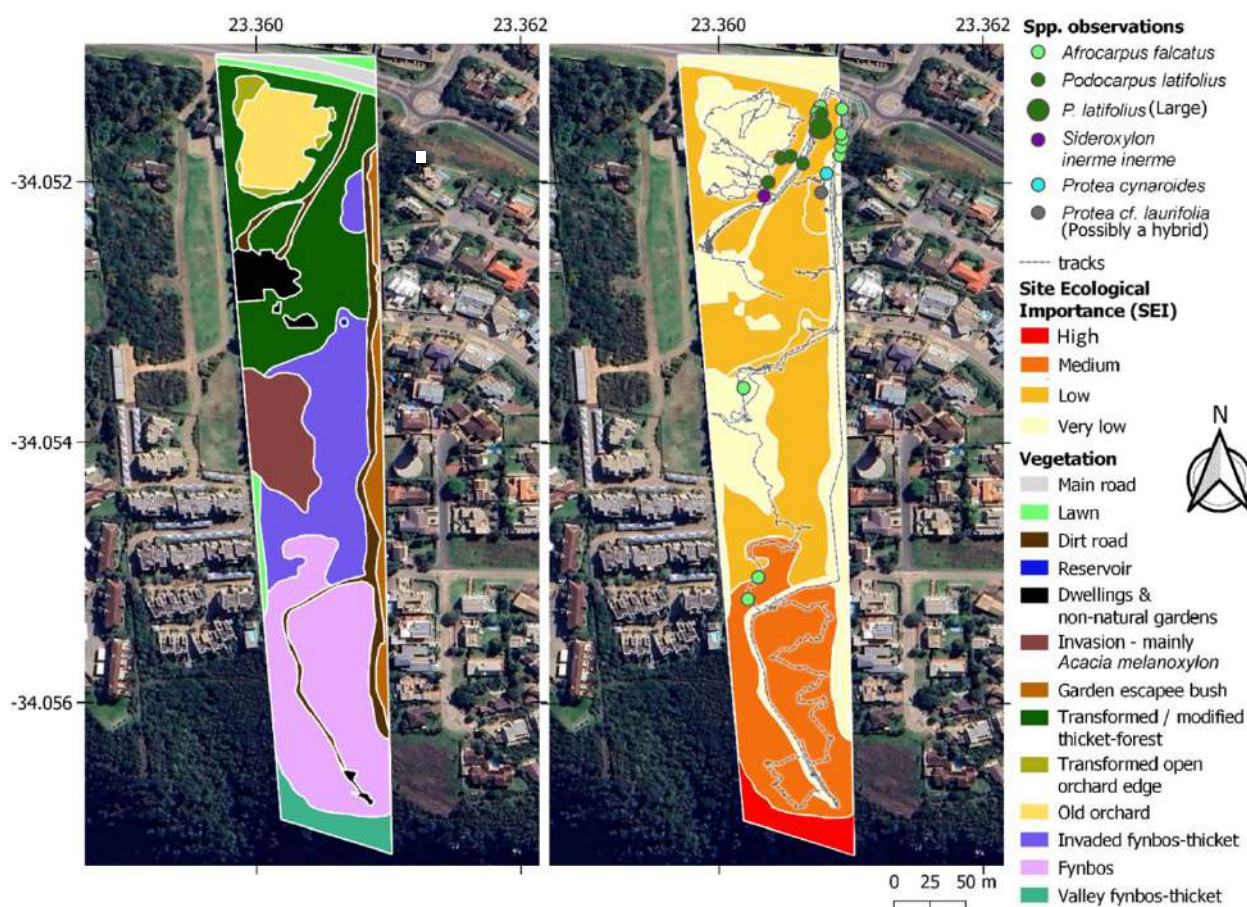 23.360
23.362
23.360
23.362
-34.052
-34.054
-34.056
Spp. observations
Afrocarpus falcatus
Podocarpus latifolius
P. latifolius (Large)
Sideroxylon
inerme inerme
Protea cynaroides
Protea cf. laurifolia
(Possibly a hybrid)
tracks
Site Ecological
Importance (SEI)
High
Medium
Low
Very low
Vegetation
Main road
Lawn
Dirt road
Reservoir
Dwellings &
non-natural gardens
Invasion - mainly
Acacia melanoxylon
Garden escapee bush
Transformed / modified
thicket-forest
Transformed open
orchard edge
Old orchard
Invaded fynbos-thicket
Fynbos
Valley fynbos-thicket
N
0 25 50 m